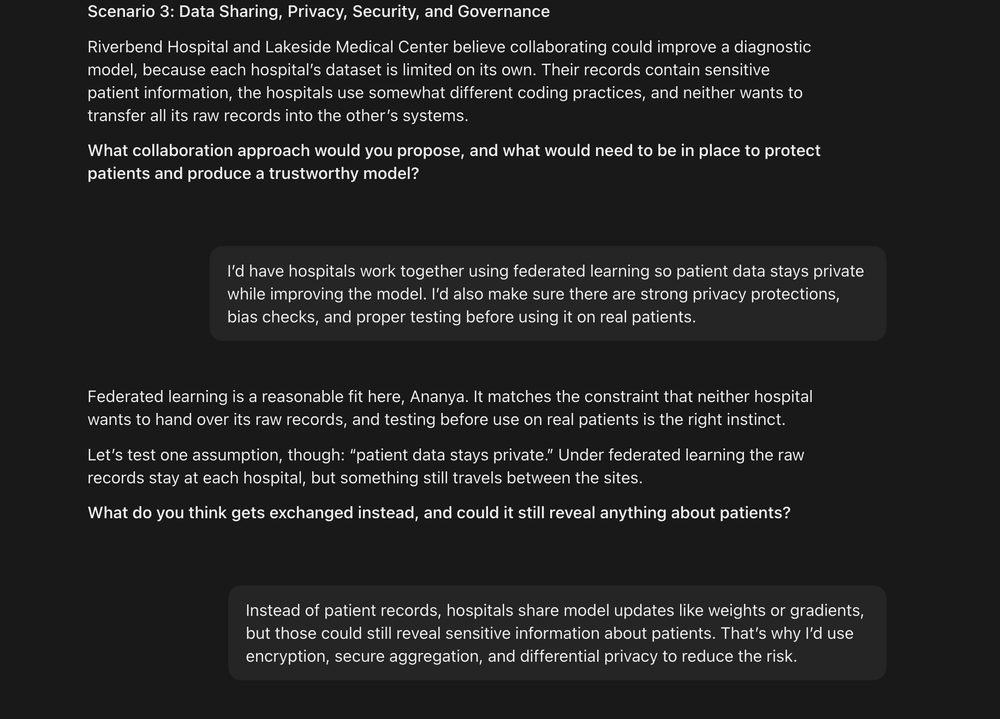 Scenario 3: Data Sharing, Privacy, Security, and Governance
Riverbend Hospital and Lakeside Medical Center believe collaborating could improve a diagnostic
model, because each hospital’s dataset is limited on its own. Their records contain sensitive
patient information, the hospitals use somewhat different coding practices, and neither wants to
transfer all its raw records into the other’s systems.
What collaboration approach would you propose, and what would need to be in place to protect
patients and produce a trustworthy model?
I’d have hospitals work together using federated learning so patient data stays private
while improving the model. I’d also make sure there are strong privacy protections,
bias checks, and proper testing before using it on real patients.
Federated learning is a reasonable fit here, Ananya. It matches the constraint that neither hospital
wants to hand over its raw records, and testing before use on real patients is the right instinct.
Let’s test one assumption, though: “patient data stays private.” Under federated learning the raw
records stay at each hospital, but something still travels between the sites.
What do you think gets exchanged instead, and could it still reveal anything about patients?
Instead of patient records, hospitals share model updates like weights or gradients,
but those could still reveal sensitive information about patients. That’s why I’d use
encryption, secure aggregation, and differential privacy to reduce the risk.